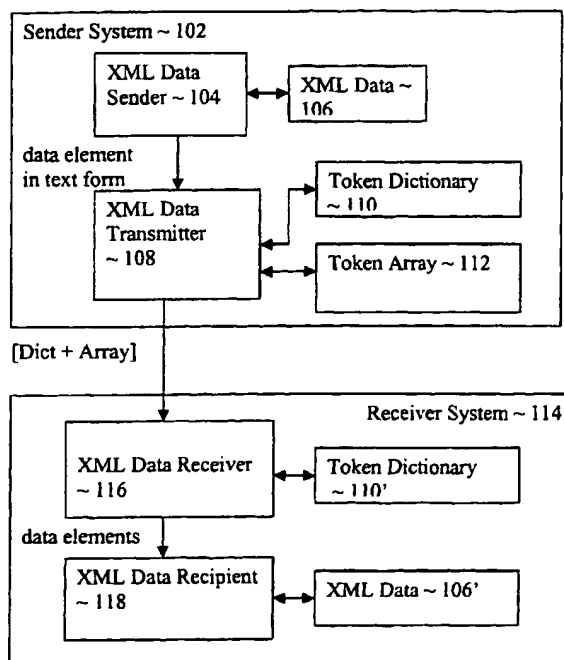 Sender System ~ 102
XML Data
Sender ~ 104
XML Data ~
106
data element
in text form
XML Data
Transmitter
~ 108
Token Dictionary
~ 110
Token Array ~ 112
[Dict + Array]
Receiver System ~ 114
XML Data Receiver
~ 116
Token Dictionary
~ 110'
data elements
XML Data Recipient
~ 118
XML Data ~ 106'